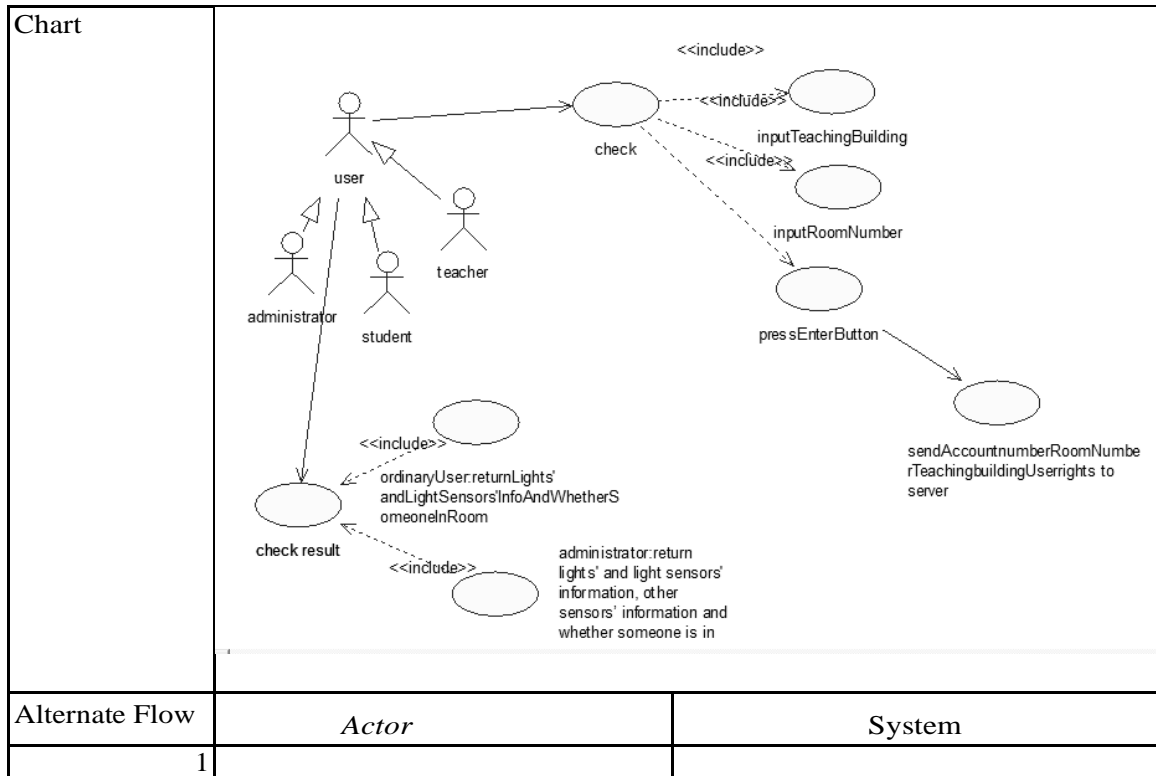 Chart
<<include>>
<<include>>
inputTeachingBuilding
check
<<include>>
user
inputRoomNumber
teacher
administrator
student
pressEnterButton
<<include>>
sendAccountnumberRoomNumbe
rTeachingbuildingUserrights to
server
ordinaryUser:returnLights'
andLightSensors'InfoAndWhetherS
omeoneInRoom
check result
<<include>>
administrator:return
lights' and light sensors'
information, other
sensors' information and
whether someone is in
Alternate Flow Actor System
1